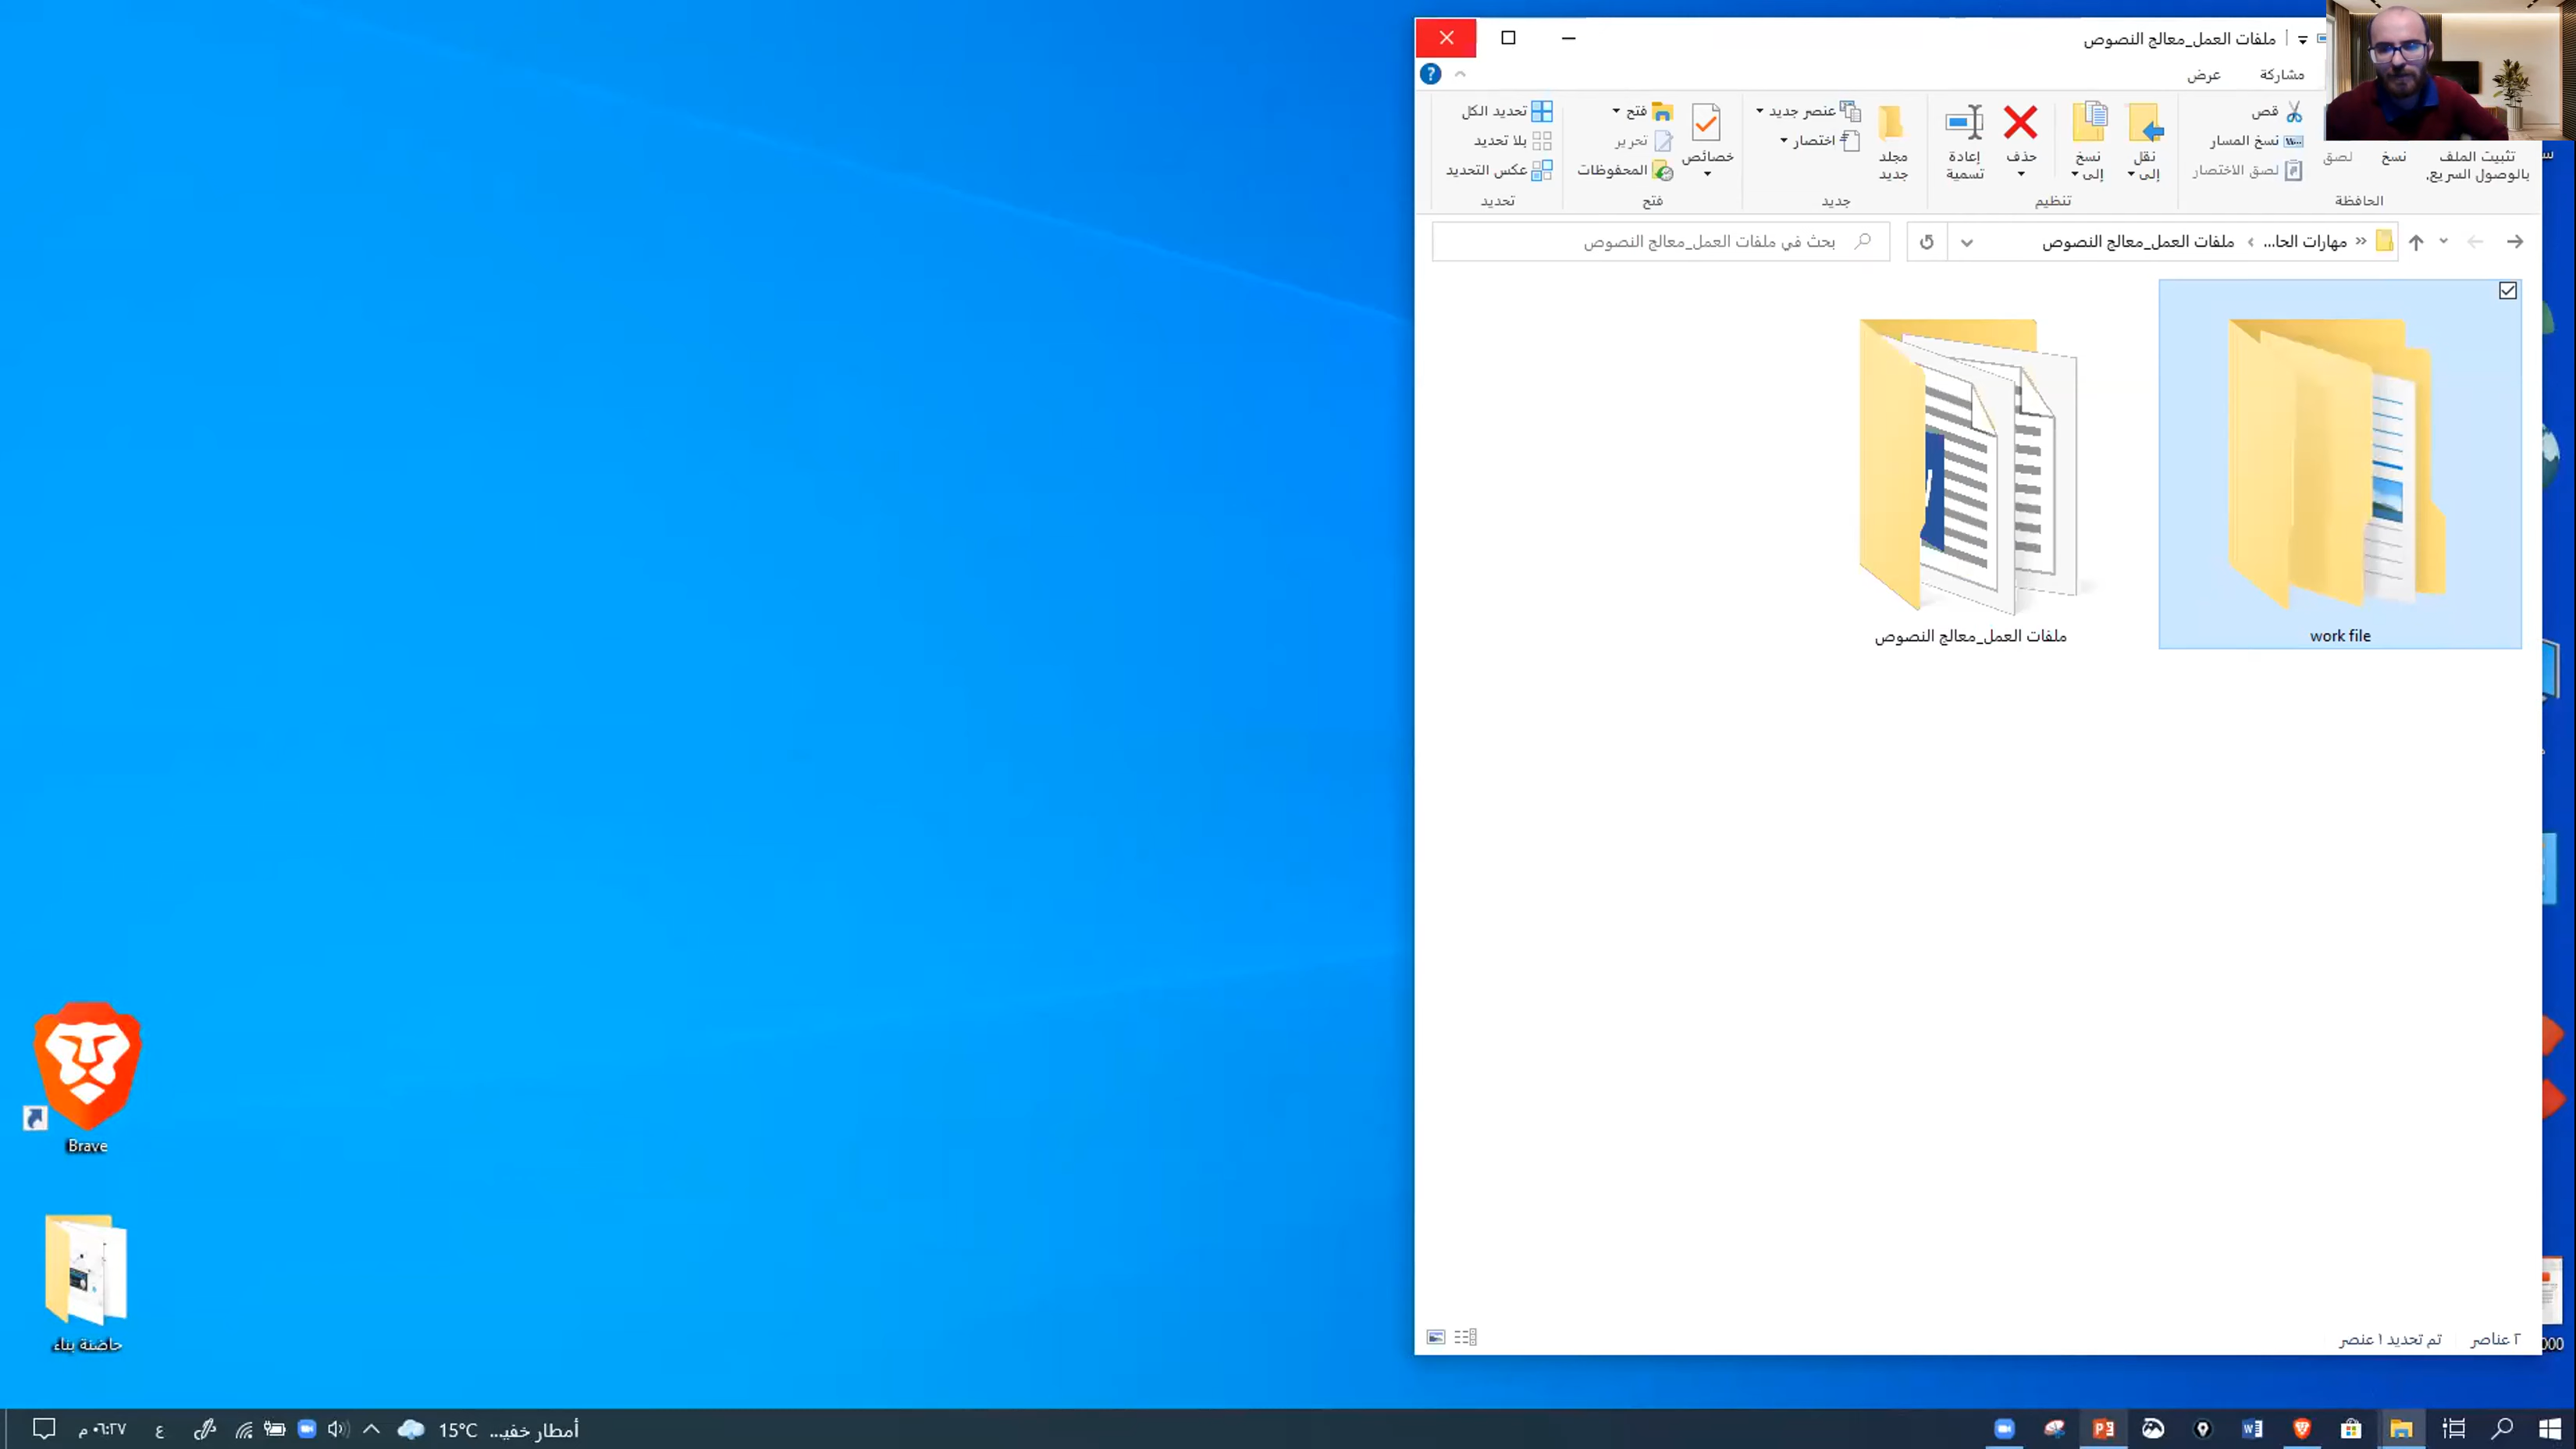 ملفات العمل_معالج النصوص
مشاركة
عرض
تثبيت الملف
بالوصول السريع,
نسخ
لصق
قص
نسخ المسار
لصق الاختصار
الحافظة
نقل
إلى
نسخ
إلى
حذف
إعادة
تسمية
تنظيم
مجلد
جديد
عنصر جديد
اختصار
جديد
خصائص
فتح
تحرير
المحفوظات
فتح
تحديد الكل
بلا تحديد
عكس التحديد
تحديد
مهارات الحا... › ملفات العمل_معالج النصوص
بحث في ملفات العمل_معالج النصوص
work file
ملفات العمل_معالج النصوص
Brave
حاضنة بناء
٢ عناصر
تم تحديد ١ عنصر
000
أمطار خفيـ... 15°C
ع
٠٦:٢٧ م